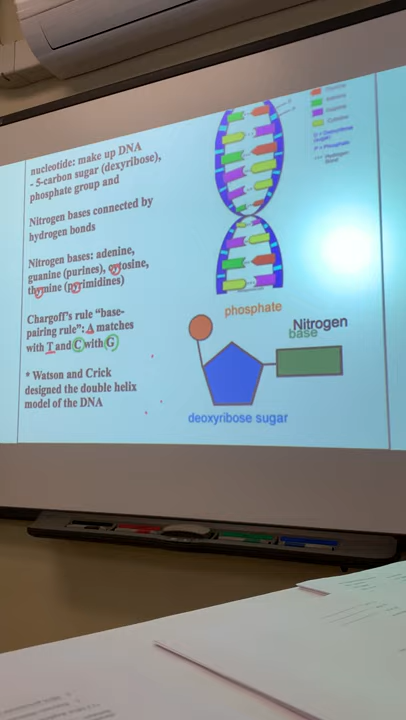 nucleotide: make up DNA
- 5-carbon sugar (dexyribose),
phosphate group and
Nitrogen bases connected by
hydrogen bonds
Nitrogen bases: adenine,
guanine (purines), cytosine,
thymine (pyrimidines)
Chargoff's rule "base-
pairing rule": A matches
with T and C with G
* Watson and Crick
designed the double helix
model of the DNA
phosphate
Nitrogen
base
deoxyribose sugar